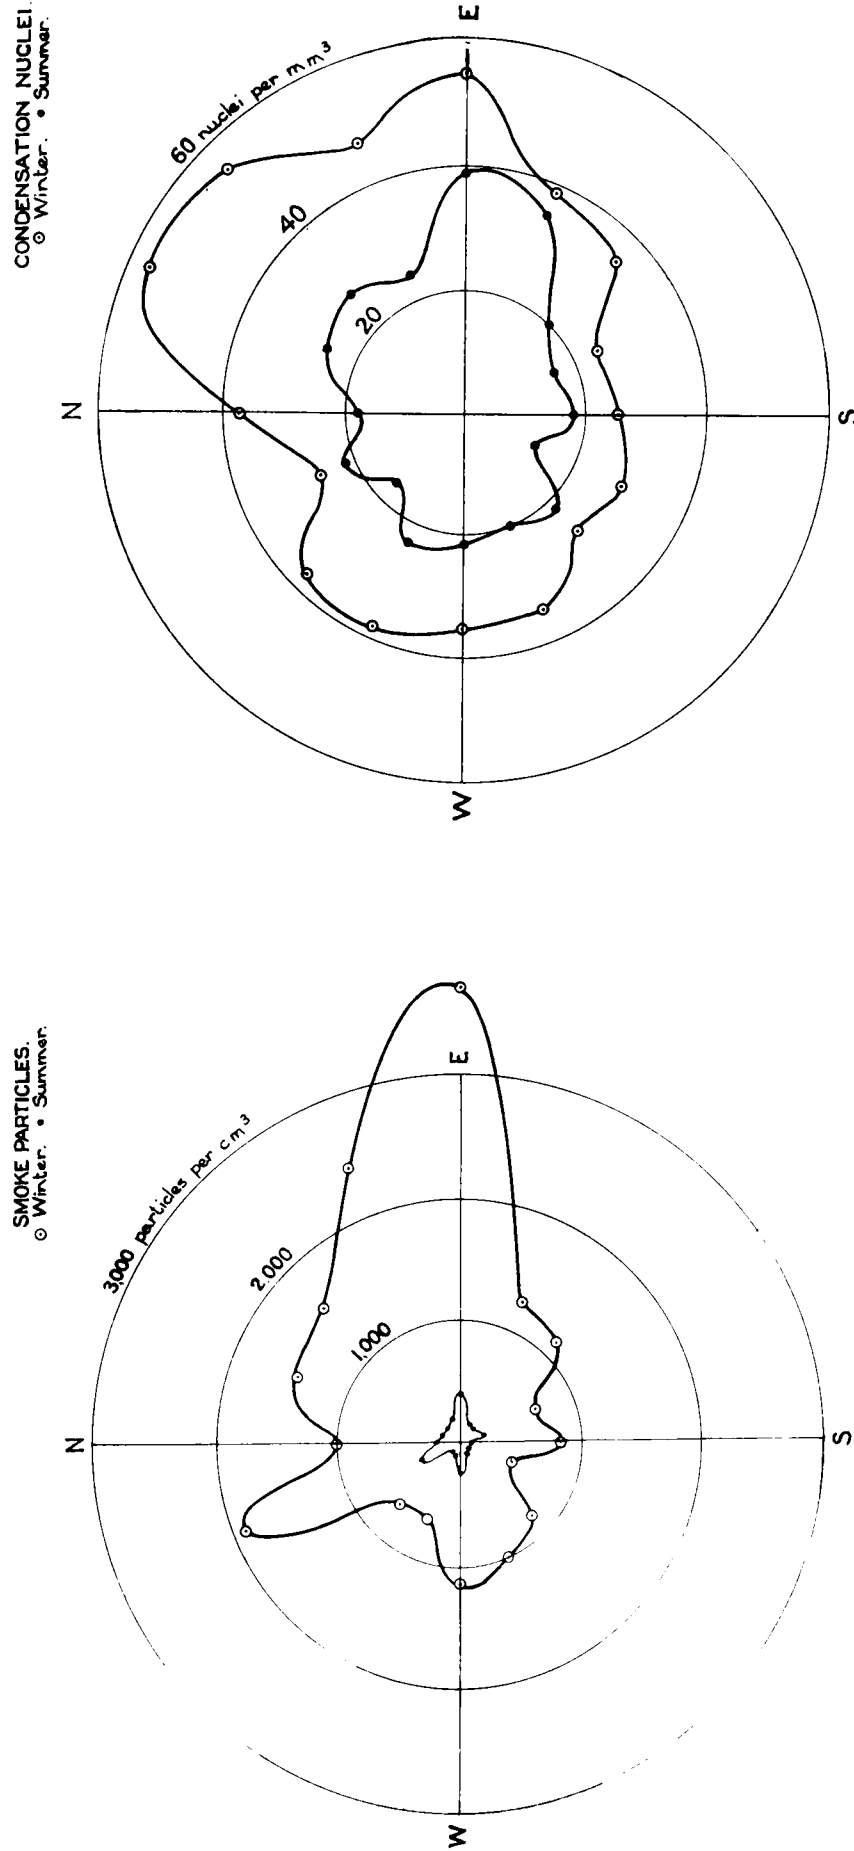 CONDENSATION NUCLEI.
⊙ Winter. • Summer.
60 nuclei per mm³
40
20
N
E
S
W
SMOKE PARTICLES.
⊙ Winter. • Summer.
3,000 particles per cm³
2,000
1,000
N
E
S
W